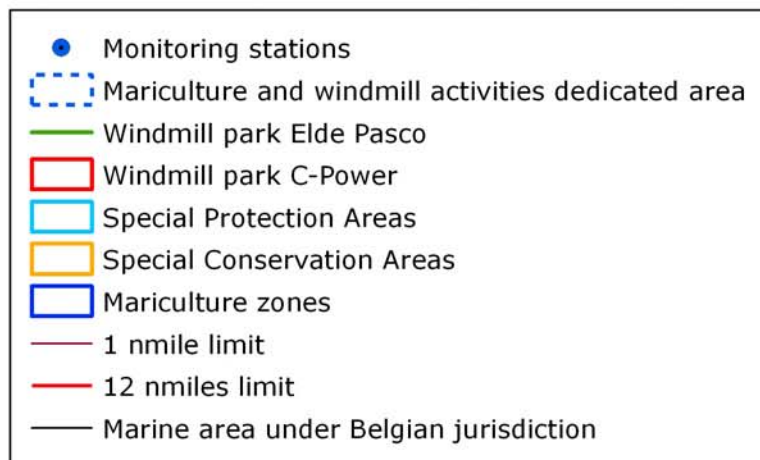 Monitoring stations
Mariculture and windmill activities dedicated area
Windmill park Elde Pasco
Windmill park C-Power
Special Protection Areas
Special Conservation Areas
Mariculture zones
1 nmile limit
12 nmiles limit
Marine area under Belgian jurisdiction